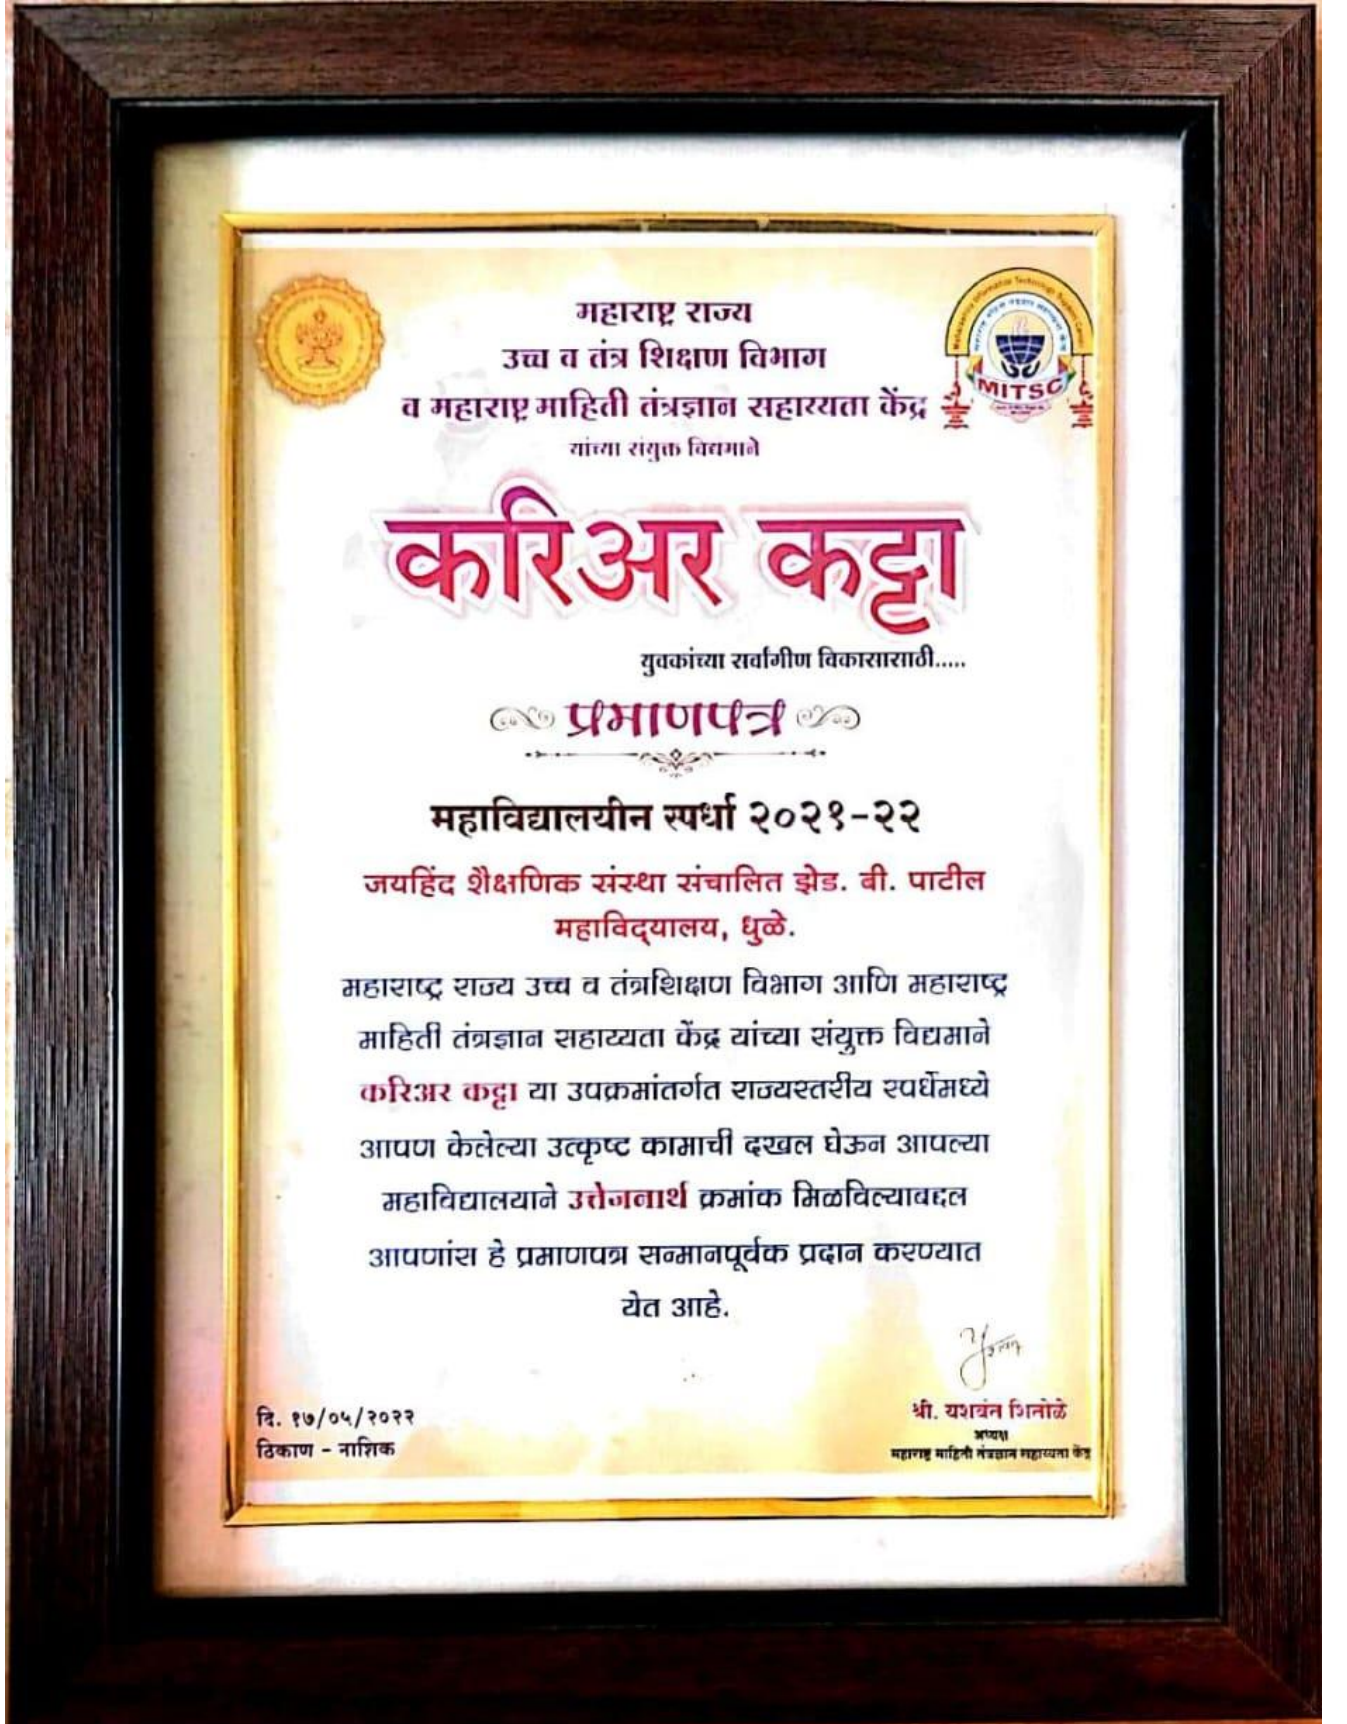 महाराष्ट्र राज्य
उच्च व तंत्र शिक्षण विभाग
व महाराष्ट्र माहिती तंत्रज्ञान सहाय्यता केंद्र
यांच्या संयुक्त विद्यमाने
MITSC
करिअर कट्टा
युवकांच्या सर्वांगीण विकासासाठी.....
प्रमाणपत्र
महाविद्यालयीन स्पर्धा २०२१-२२
जयहिंद शैक्षणिक संस्था संचालित झेड. बी. पाटील
महाविद्यालय, धुळे.
महाराष्ट्र राज्य उच्च व तंत्रशिक्षण विभाग आणि महाराष्ट्र
माहिती तंत्रज्ञान सहाय्यता केंद्र यांच्या संयुक्त विद्यमाने
करिअर कट्टा या उपक्रमांतर्गत राज्यस्तरीय स्पर्धेमध्ये
आपण केलेल्या उत्कृष्ट कामाची दखल घेऊन आपल्या
महाविद्यालयाने उत्तेजनार्थ क्रमांक मिळविल्याबद्दल
आपणांस हे प्रमाणपत्र सन्मानपूर्वक प्रदान करण्यात
येत आहे.
दि. १७/०५/२०२२
ठिकाण - नाशिक
श्री. यशवंत शितोळे
अध्यक्ष
महाराष्ट्र माहिती तंत्रज्ञान सहाय्यता केंद्र